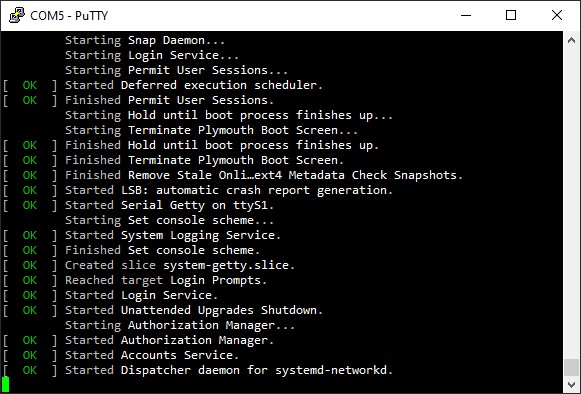 COM5 - PuTTY
Starting Snap Daemon...
Starting Login Service...
Starting Permit User Sessions...
[  OK  ] Started Deferred execution scheduler.
[  OK  ] Finished Permit User Sessions.
Starting Hold until boot process finishes up...
Starting Terminate Plymouth Boot Screen...
[  OK  ] Finished Hold until boot process finishes up.
[  OK  ] Finished Terminate Plymouth Boot Screen.
[  OK  ] Finished Remove Stale Onli…ext4 Metadata Check Snapshots.
[  OK  ] Started LSB: automatic crash report generation.
[  OK  ] Started Serial Getty on ttyS1.
Starting Set console scheme...
[  OK  ] Started System Logging Service.
[  OK  ] Finished Set console scheme.
[  OK  ] Created slice system-getty.slice.
[  OK  ] Reached target Login Prompts.
[  OK  ] Started Login Service.
[  OK  ] Started Unattended Upgrades Shutdown.
Starting Authorization Manager...
[  OK  ] Started Authorization Manager.
[  OK  ] Started Accounts Service.
[  OK  ] Started Dispatcher daemon for systemd-networkd.